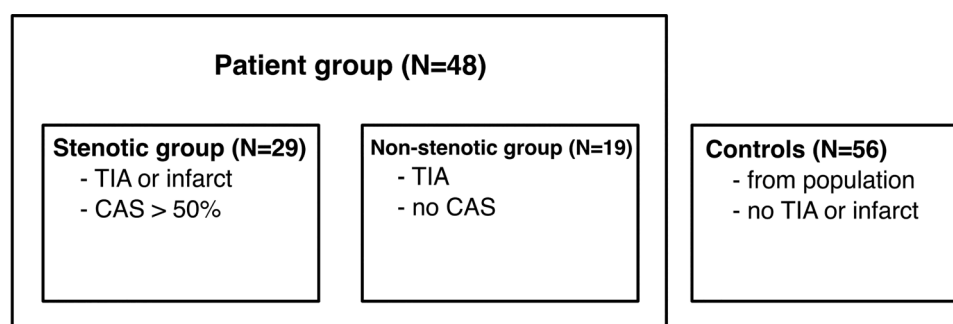 Patient group (N=48)
Stenotic group (N=29)
- TIA or infarct
- CAS > 50%
Non-stenotic group (N=19)
- TIA
- no CAS
Controls (N=56)
- from population
- no TIA or infarct